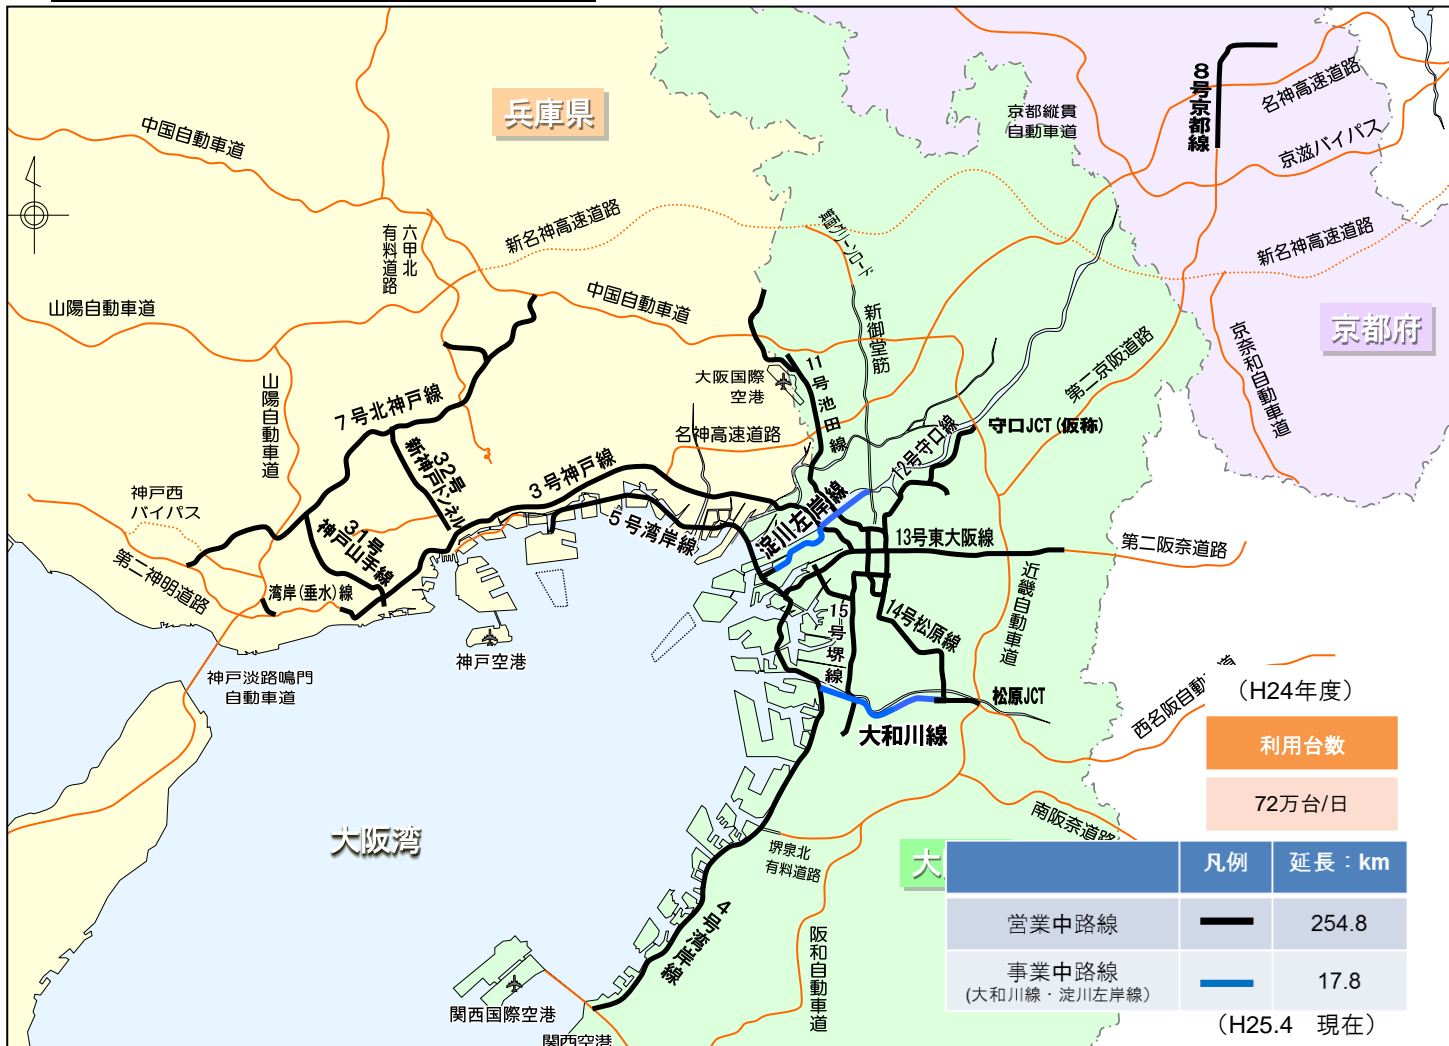 兵庫県
中国自動車道
京都縦貫
自動車道
8号京都線
名神高速道路
京滋バイパス
新名神高速道路
新名神高速道路
六甲北
有料道路
山陽自動車道
中国自動車道
新御堂筋
京都府
京奈和自動車道
第二京阪道路
大阪国際
空港
11号池田線
山陽自動車道
7号北神戸線
名神高速道路
守口JCT(仮称)
12号守口線
32号
新神戸トンネル
3号神戸線
神戸西
バイパス
5号湾岸線
淀川左岸線
31号
神戸山手線
13号東大阪線
第二阪奈道路
第二神明道路
湾岸(垂水)線
近畿自動車道
15号堺線
14号松原線
神戸空港
神戸淡路鳴門
自動車道
松原JCT
西名阪自動車道
大和川線
(H24年度)
利用台数
72万台/日
南阪奈道路
大阪湾
堺泉北
有料道路
大
凡例 延長：km
営業中路線 254.8
事業中路線 17.8
(大和川線・淀川左岸線)
(H25.4 現在)
4号湾岸線
阪和自動車道
関西国際空港
関西空港